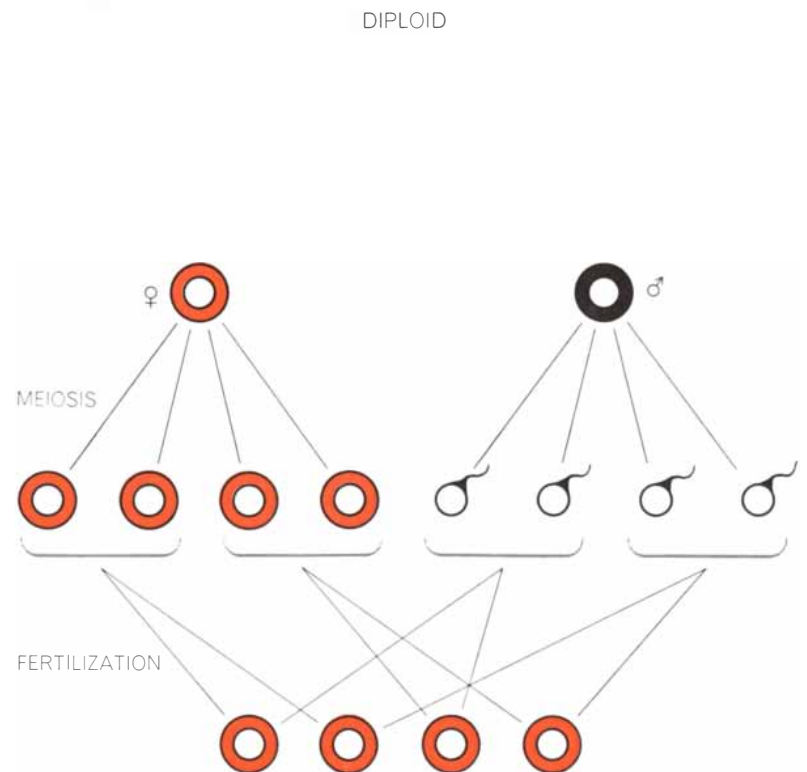 DIPLOID
♀
♂
MEIOSIS
FERTILIZATION